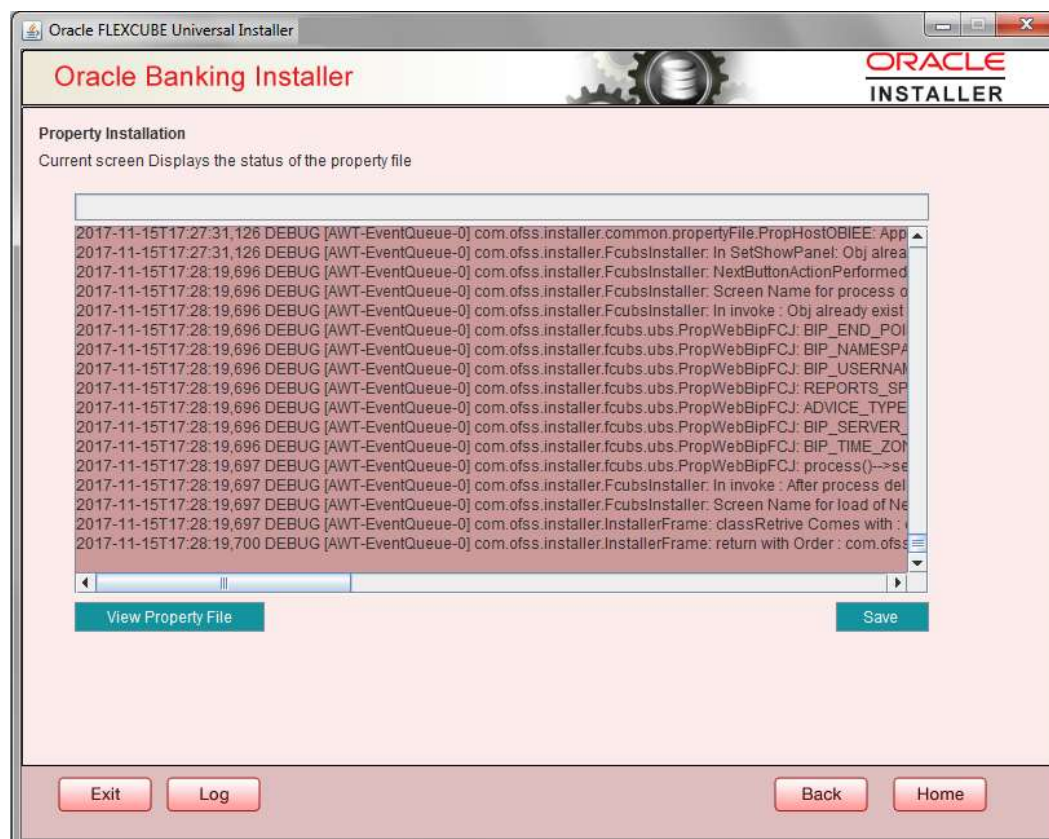 Oracle FLEXCUBE Universal Installer
Oracle Banking Installer
ORACLE
INSTALLER
Property Installation
Current screen Displays the status of the property file
2017-11-15T17:27:31,126 DEBUG [AWT-EventQueue-0] com.ofss.installer.common.propertyFile.PropHostOBIEE: App
2017-11-15T17:27:31,126 DEBUG [AWT-EventQueue-0] com.ofss.installer.FcubsInstaller: In SetShowPanel: Obj alrea
2017-11-15T17:28:19,696 DEBUG [AWT-EventQueue-0] com.ofss.installer.FcubsInstaller: NextButtonActionPerformed
2017-11-15T17:28:19,696 DEBUG [AWT-EventQueue-0] com.ofss.installer.FcubsInstaller: Screen Name for process o
2017-11-15T17:28:19,696 DEBUG [AWT-EventQueue-0] com.ofss.installer.FcubsInstaller: In invoke : Obj already exist
2017-11-15T17:28:19,696 DEBUG [AWT-EventQueue-0] com.ofss.installer.fcubs.ubs.PropWebBipFCJ: BIP_END_POI
2017-11-15T17:28:19,696 DEBUG [AWT-EventQueue-0] com.ofss.installer.fcubs.ubs.PropWebBipFCJ: BIP_NAMESPA
2017-11-15T17:28:19,696 DEBUG [AWT-EventQueue-0] com.ofss.installer.fcubs.ubs.PropWebBipFCJ: BIP_USERNAM
2017-11-15T17:28:19,696 DEBUG [AWT-EventQueue-0] com.ofss.installer.fcubs.ubs.PropWebBipFCJ: REPORTS_SP
2017-11-15T17:28:19,696 DEBUG [AWT-EventQueue-0] com.ofss.installer.fcubs.ubs.PropWebBipFCJ: ADVICE_TYPE
2017-11-15T17:28:19,696 DEBUG [AWT-EventQueue-0] com.ofss.installer.fcubs.ubs.PropWebBipFCJ: BIP_SERVER_
2017-11-15T17:28:19,696 DEBUG [AWT-EventQueue-0] com.ofss.installer.fcubs.ubs.PropWebBipFCJ: BIP_TIME_ZON
2017-11-15T17:28:19,697 DEBUG [AWT-EventQueue-0] com.ofss.installer.fcubs.ubs.PropWebBipFCJ: process()-->se
2017-11-15T17:28:19,697 DEBUG [AWT-EventQueue-0] com.ofss.installer.FcubsInstaller: In invoke : After process del
2017-11-15T17:28:19,697 DEBUG [AWT-EventQueue-0] com.ofss.installer.FcubsInstaller: Screen Name for load of Ne
2017-11-15T17:28:19,697 DEBUG [AWT-EventQueue-0] com.ofss.installer.InstallerFrame: classRetrive Comes with :
2017-11-15T17:28:19,700 DEBUG [AWT-EventQueue-0] com.ofss.installer.InstallerFrame: return with Order : com.ofss
View Property File
Save
Exit
Log
Back
Home